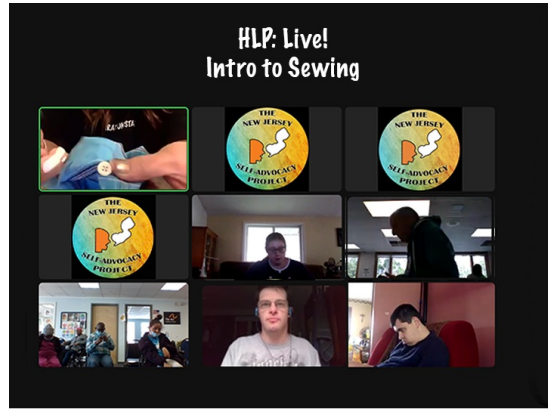 HLP: Live!
Intro to Sewing
THE
NEW JERSEY
SELF-ADVOCACY
PROJECT
THE
NEW JERSEY
SELF-ADVOCACY
PROJECT
THE
NEW JERSEY
SELF-ADVOCACY
PROJECT